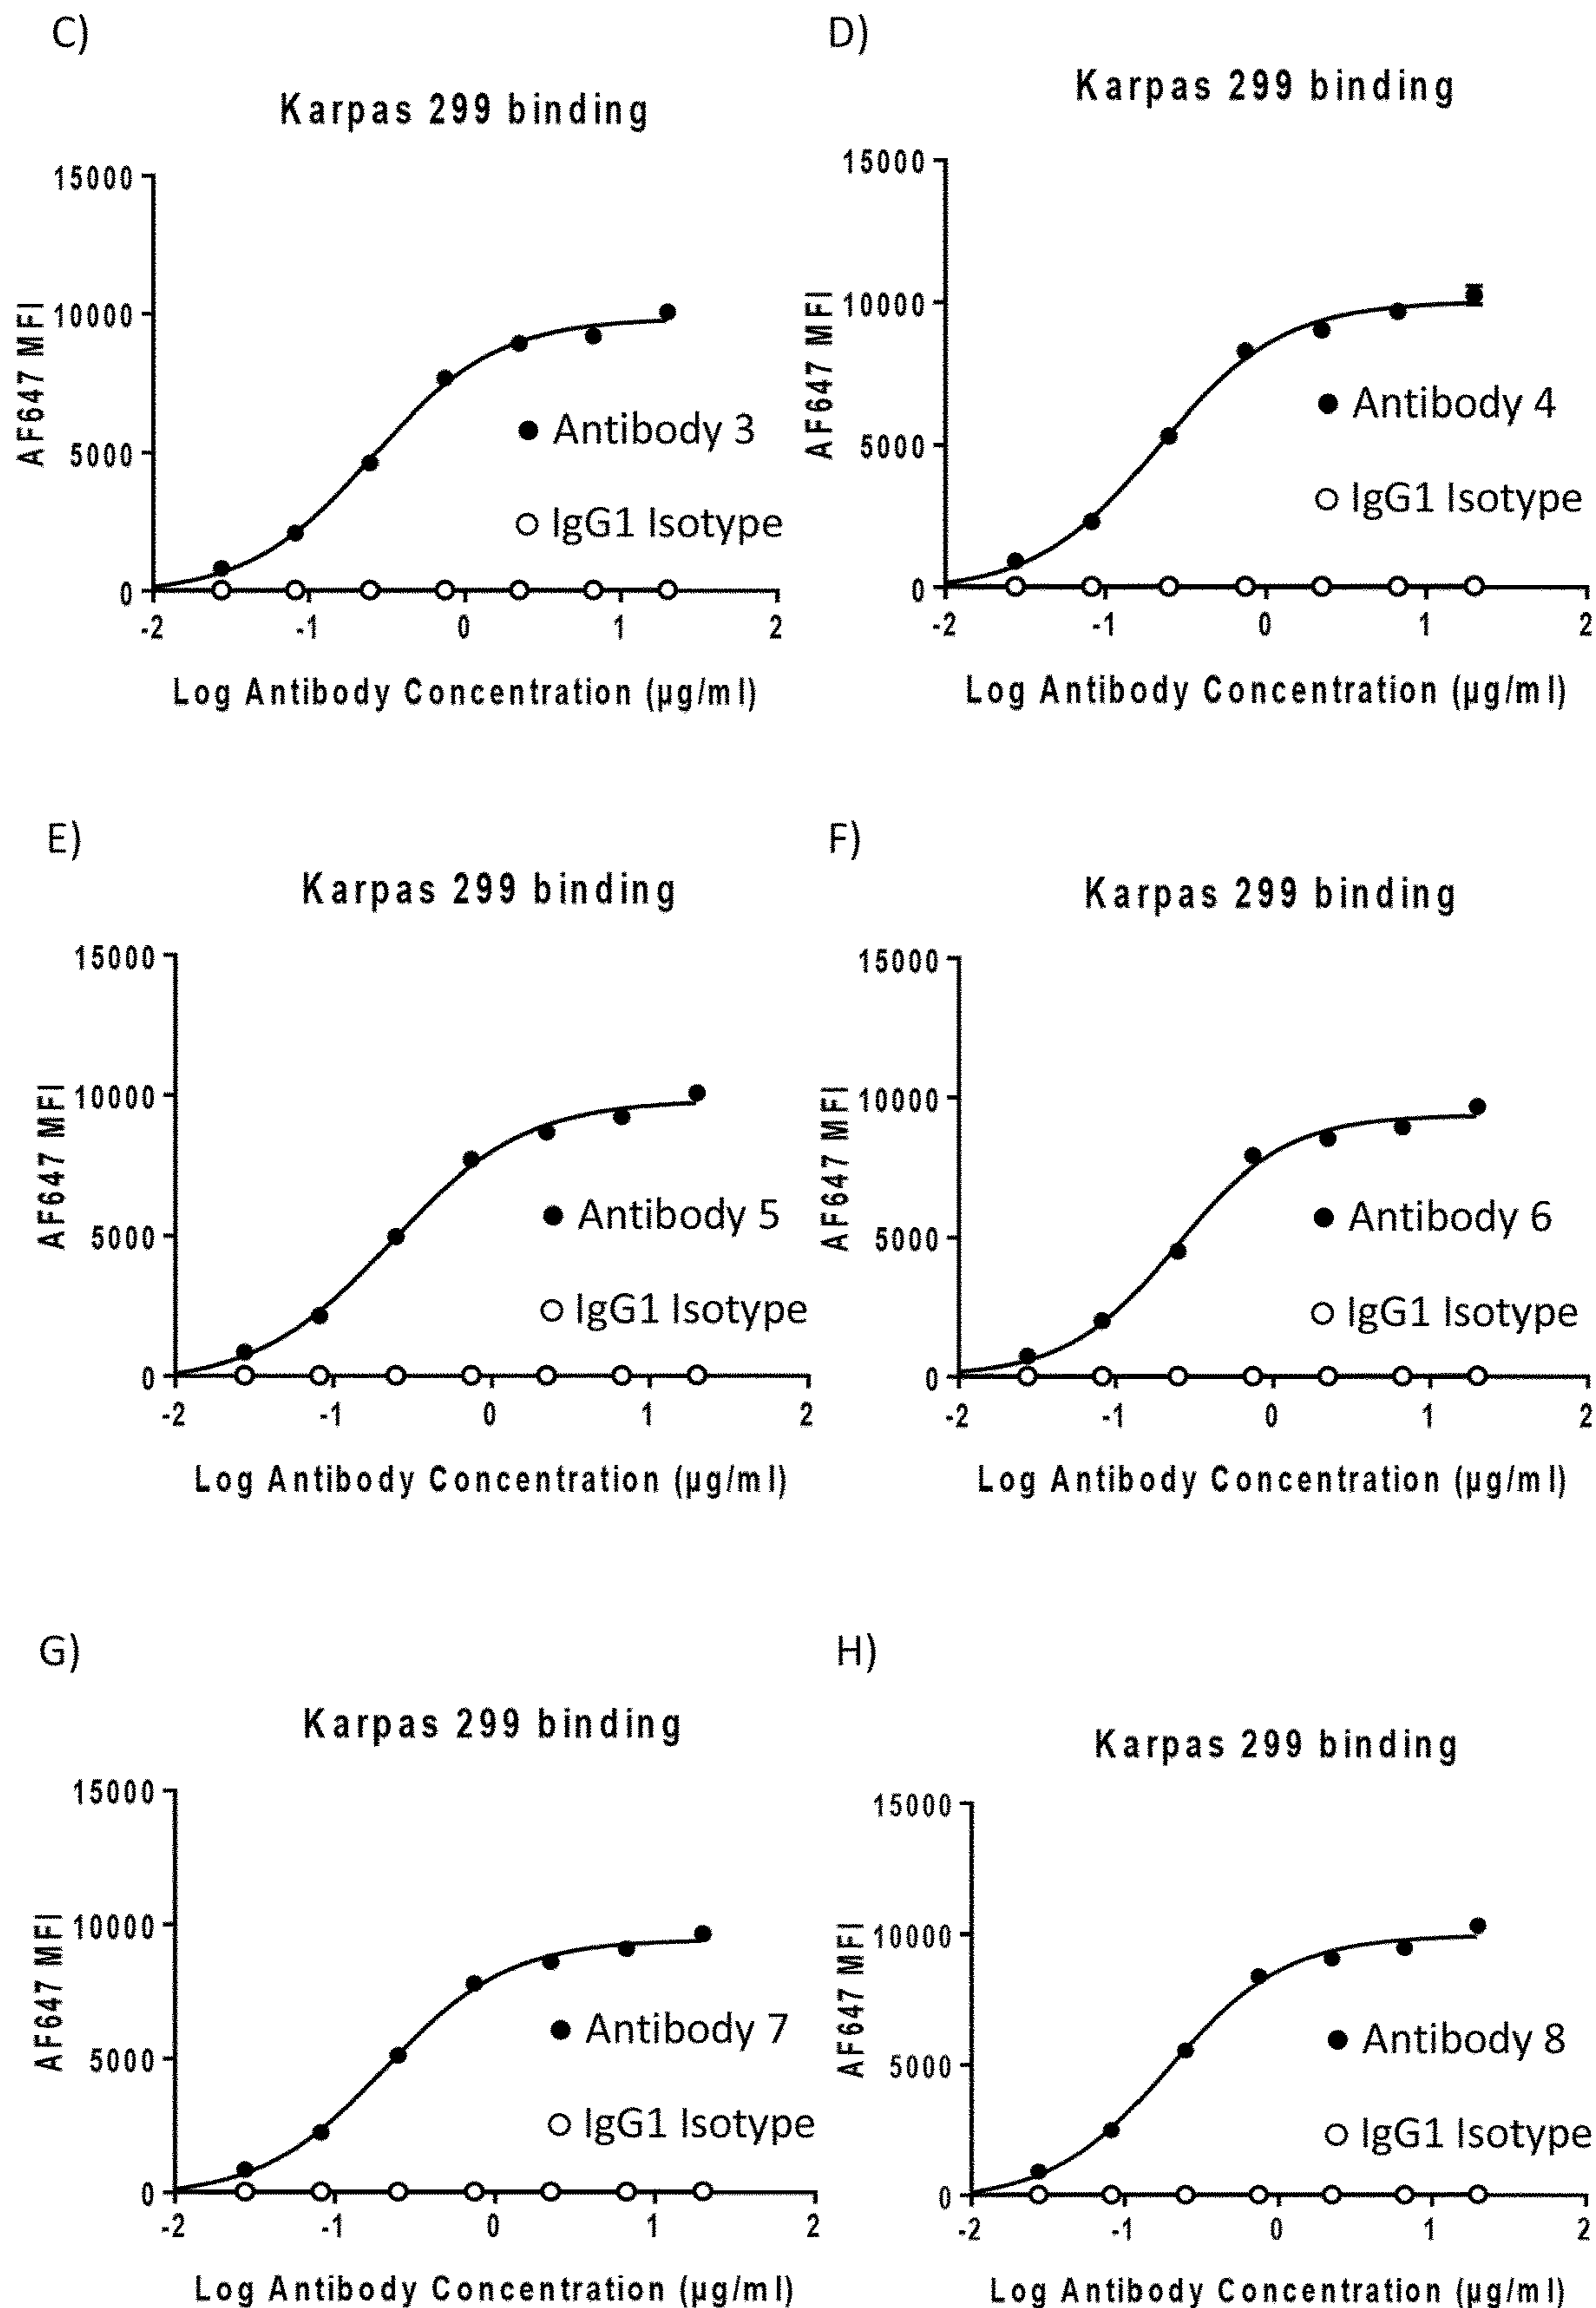 C)
Karpas 299 binding
15000
10000
5000
0
AF647 MFI
Antibody 3
IgG1 Isotype
-2 -1 0 1 2
Log Antibody Concentration (µg/ml)
D)
Karpas 299 binding
15000
10000
5000
0
AF647 MFI
Antibody 4
IgG1 Isotype
-2 -1 0 1 2
Log Antibody Concentration (µg/ml)
E)
Karpas 299 binding
15000
10000
5000
0
AF647 MFI
Antibody 5
IgG1 Isotype
-2 -1 0 1 2
Log Antibody Concentration (µg/ml)
F)
Karpas 299 binding
15000
10000
5000
0
AF647 MFI
Antibody 6
IgG1 Isotype
-2 -1 0 1 2
Log Antibody Concentration (µg/ml)
G)
Karpas 299 binding
15000
10000
5000
0
AF647 MFI
Antibody 7
IgG1 Isotype
-2 -1 0 1 2
Log Antibody Concentration (µg/ml)
H)
Karpas 299 binding
15000
10000
5000
0
AF647 MFI
Antibody 8
IgG1 Isotype
-2 -1 0 1 2
Log Antibody Concentration (µg/ml)